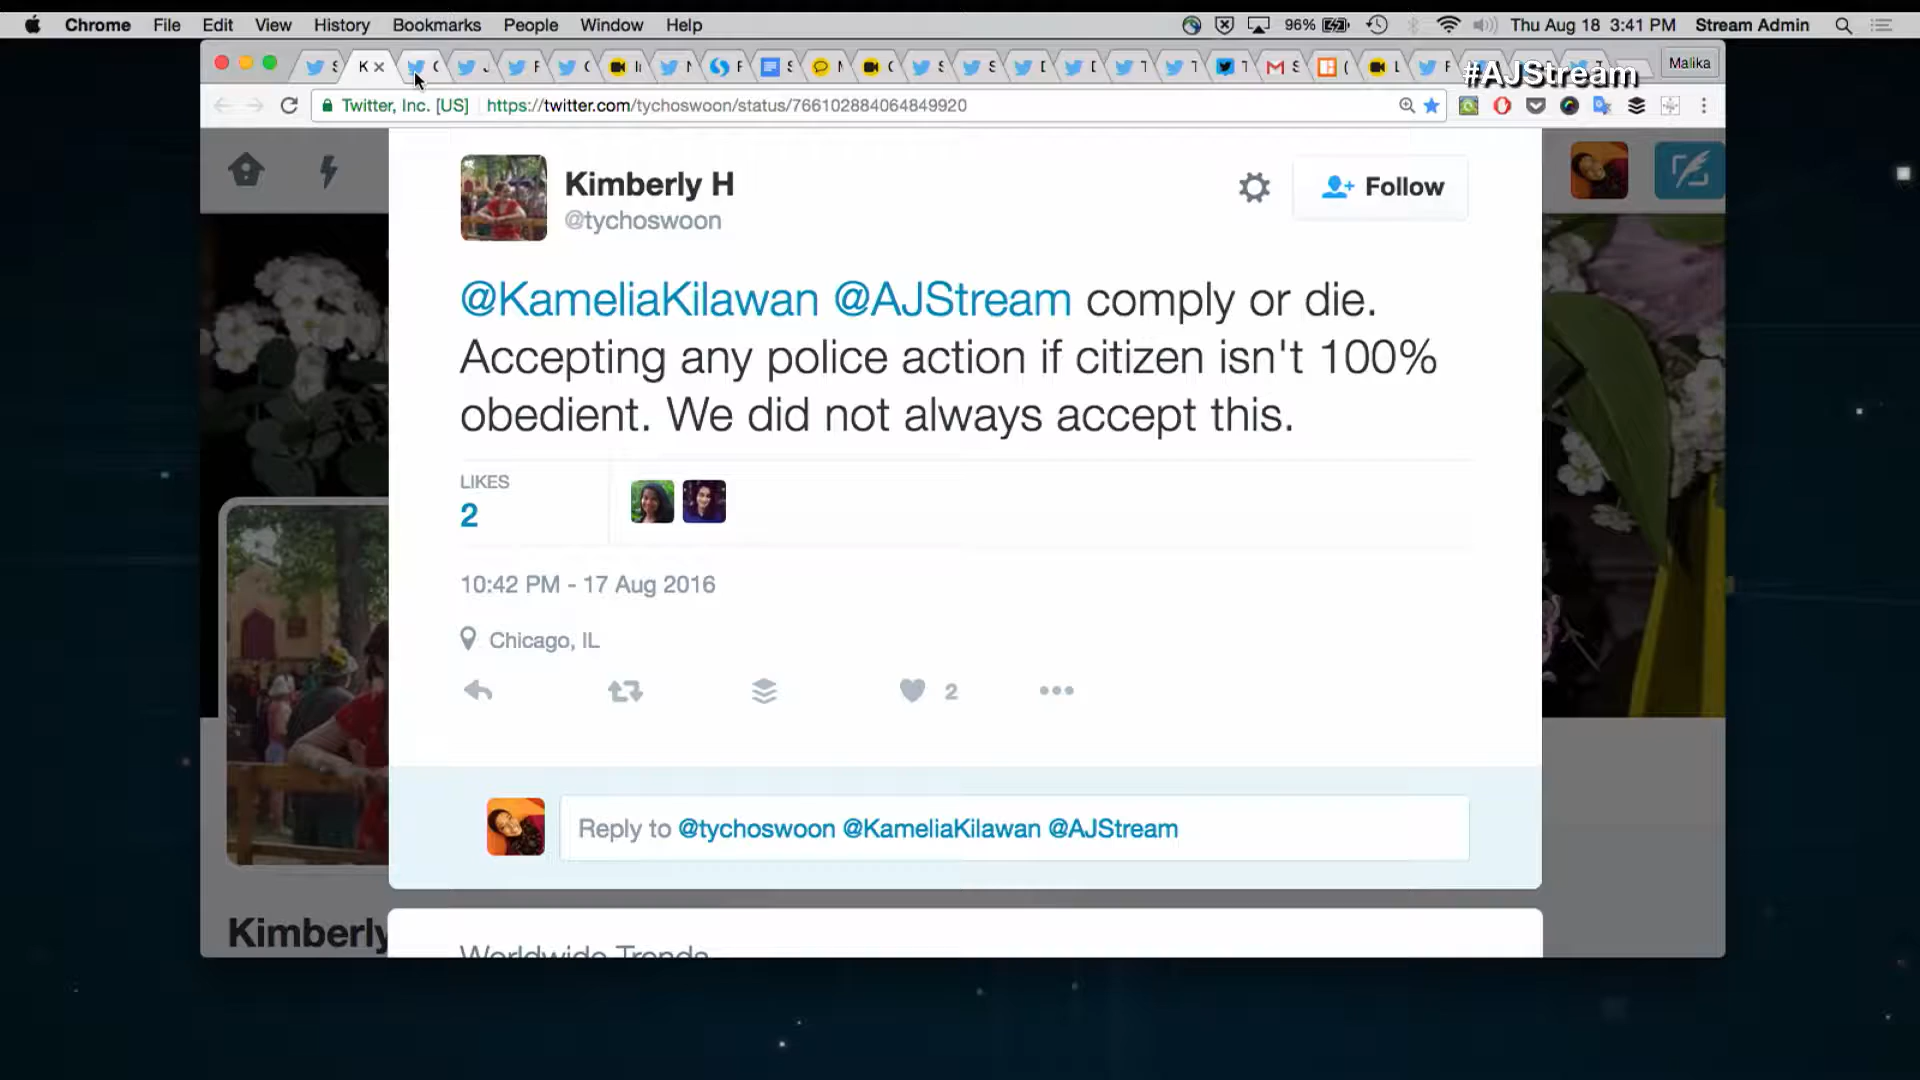 Chrome File Edit View History Bookmarks People Window Help 96% Thu Aug 18 3:41 PM Stream Admin
K Malika
#AJStream
Twitter, Inc. [US] https://twitter.com/tychoswoon/status/766102884064849920
Kimberly H
@tychoswoon
Follow
@KameliaKilawan @AJStream comply or die.
Accepting any police action if citizen isn't 100%
obedient. We did not always accept this.
LIKES
2
10:42 PM - 17 Aug 2016
Chicago, IL
2
Reply to @tychoswoon @KameliaKilawan @AJStream
Kimberly
Worldwide Trends